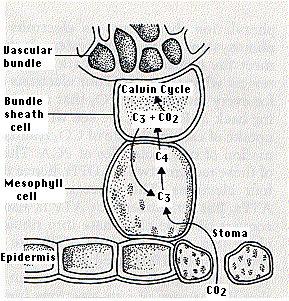 Vascular
bundle
Calvin Cycle
Bundle
sheath
cell
C3 + CO2
C4
Mesophyll
cell
C3
Stoma
Epidermis
CO2